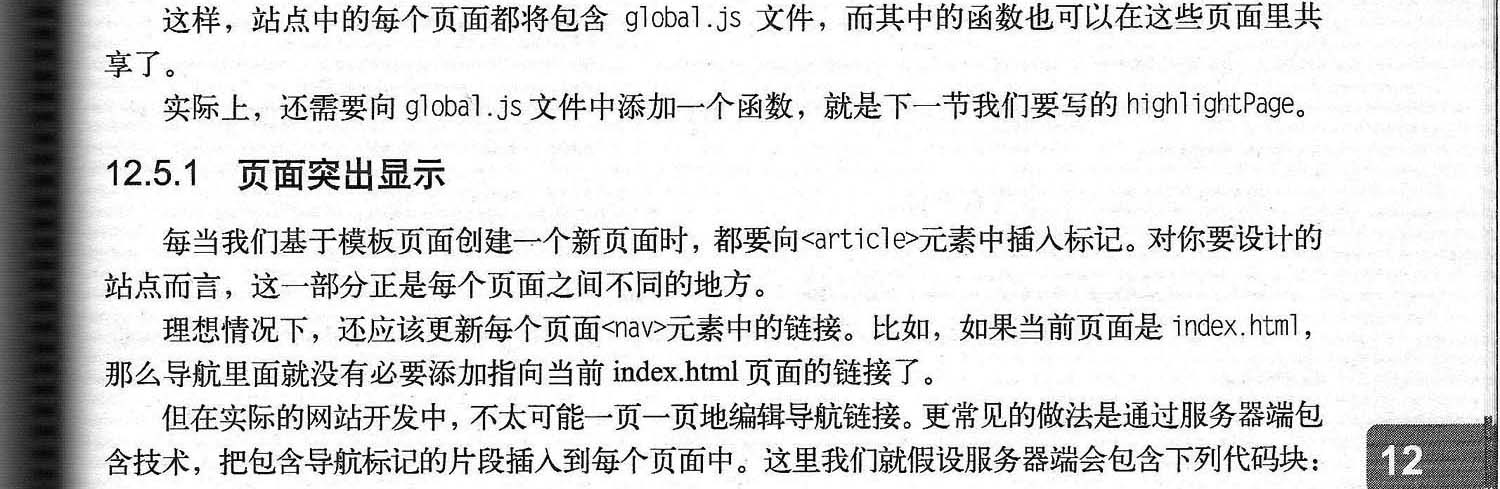 这样，站点中的每个页面都将包含 global.js 文件，而其中的函数也可以在这些页面里共
享了。
实际上，还需要向 global.js 文件中添加一个函数，就是下一节我们要写的 highlightPage。
12.5.1 页面突出显示
每当我们基于模板页面创建一个新页面时，都要向<article>元素中插入标记。对你要设计的
站点而言，这一部分正是每个页面之间不同的地方。
理想情况下，还应该更新每个页面<nav>元素中的链接。比如，如果当前页面是 index.html，
那么导航里面就没有必要添加指向当前 index.html 页面的链接了。
但在实际的网站开发中，不太可能一页一页地编辑导航链接。更常见的做法是通过服务器端包
含技术，把包含导航标记的片段插入到每个页面中。这里我们就假设服务器端会包含下列代码块：
12